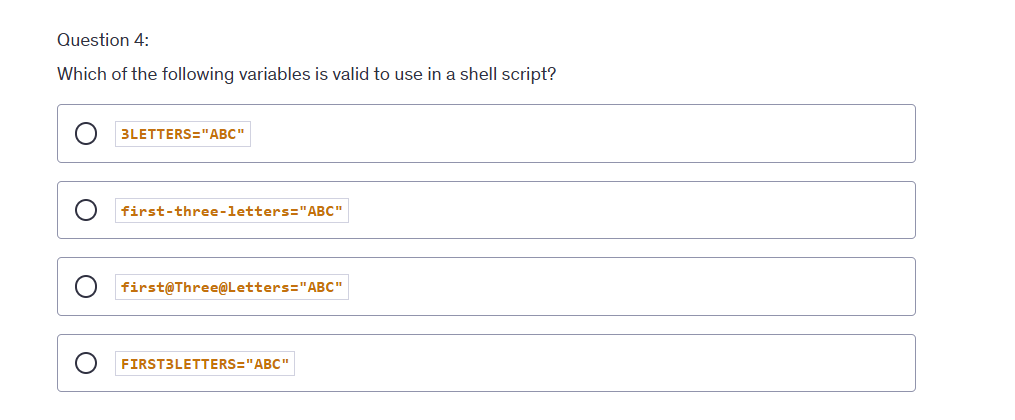 Question 4:
Which of the following variables is valid to use in a shell script?
3LETTERS="ABC"
first-three-letters="ABC"
first@Three@Letters="ABC"
FIRST3LETTERS="ABC"